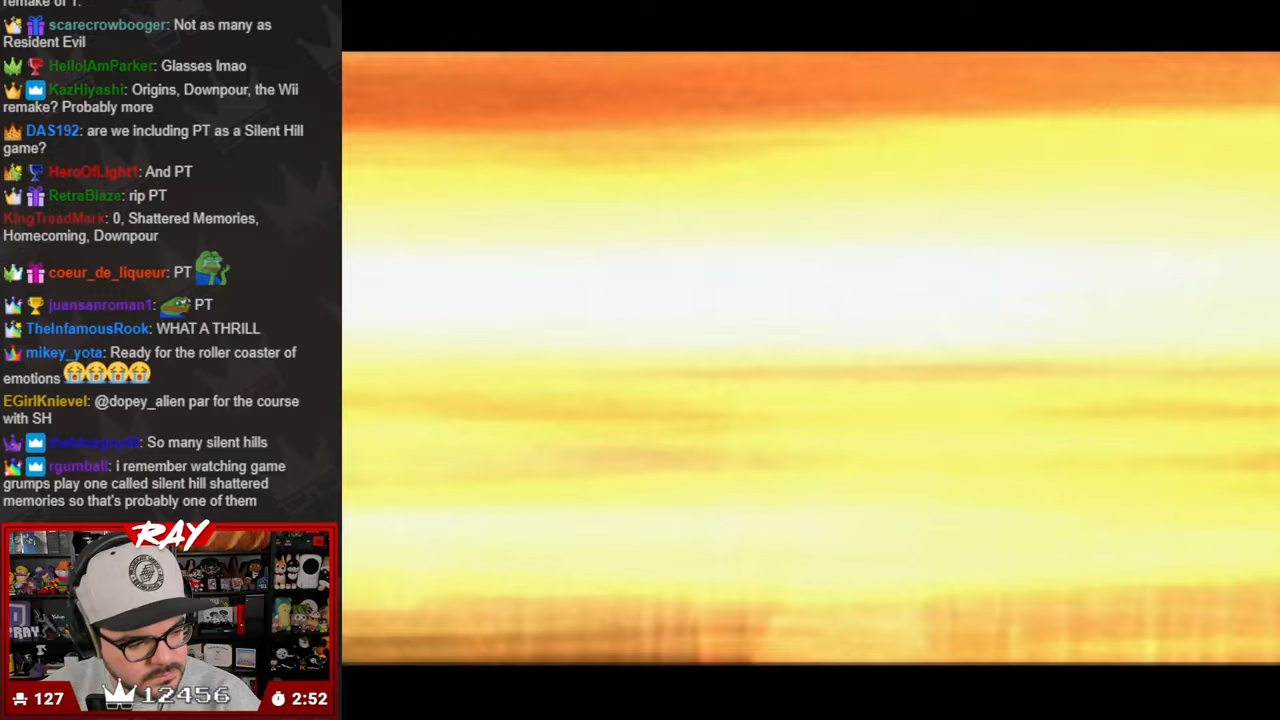 remake of 1.
scarecrowbooger: Not as many as
Resident Evil
HelloIAmParker: Glasses lmao
KazHiyashi: Origins, Downpour, the Wii
remake? Probably more
DAS192: are we including PT as a Silent Hill
game?
HeroOfLight1: And PT
RetraBlaze: rip PT
KingTreadMark: 0, Shattered Memories,
Homecoming, Downpour
coeur_de_liqueur: PT
juansanroman1: PT
TheInfamousRook: WHAT A THRILL
mikey_yota: Ready for the roller coaster of
emotions
EGirlKnievel: @dopey_alien par for the course
with SH
theblueguy42: So many silent hills
rgumball: i remember watching game
grumps play one called silent hill shattered
memories so that's probably one of them
RAY
127
12456
2:52